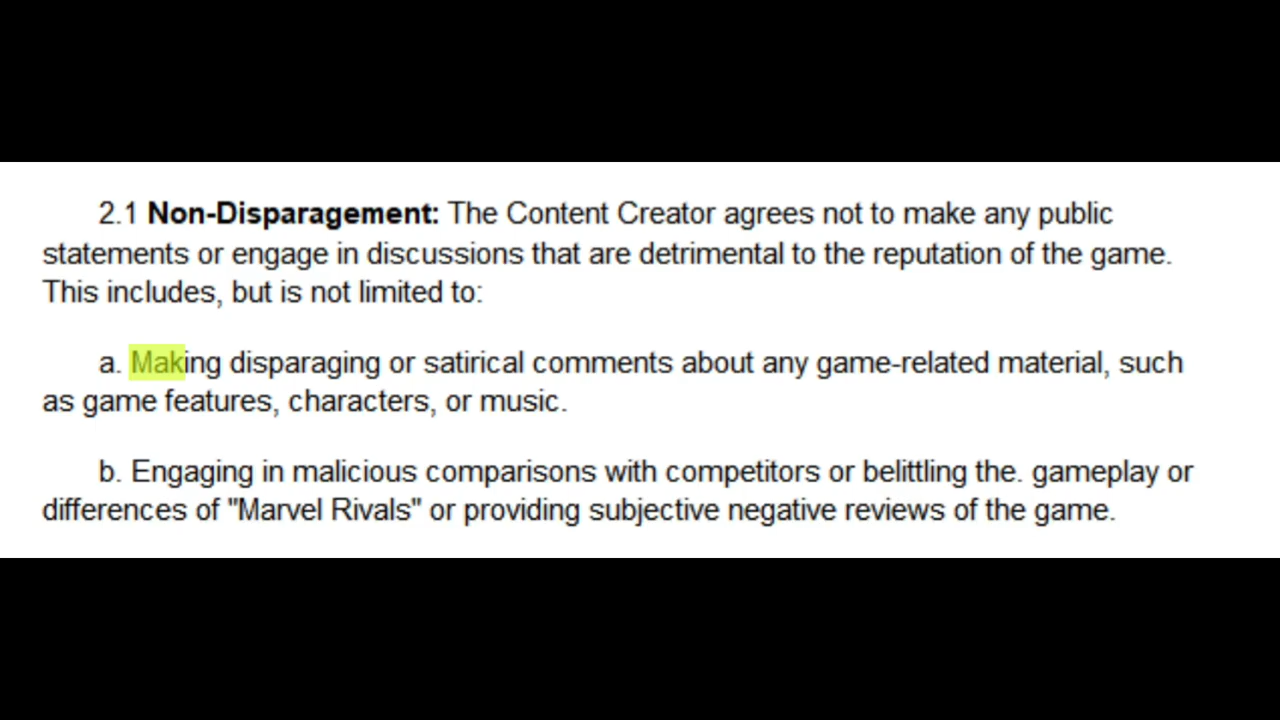 2.1 Non-Disparagement: The Content Creator agrees not to make any public
statements or engage in discussions that are detrimental to the reputation of the game.
This includes, but is not limited to:
a. Making disparaging or satirical comments about any game-related material, such
as game features, characters, or music.
b. Engaging in malicious comparisons with competitors or belittling the. gameplay or
differences of "Marvel Rivals" or providing subjective negative reviews of the game.